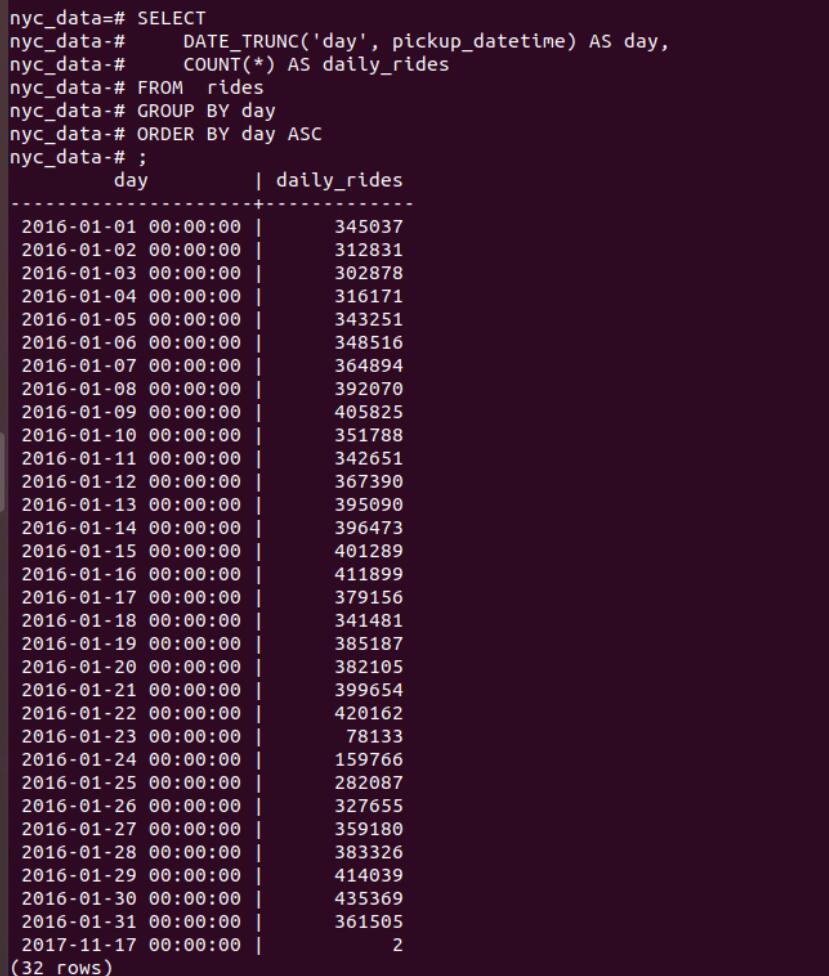 nyc_data=# SELECT
nyc_data-#     DATE_TRUNC('day', pickup_datetime) AS day,
nyc_data-#     COUNT(*) AS daily_rides
nyc_data-# FROM  rides
nyc_data-# GROUP BY day
nyc_data-# ORDER BY day ASC
nyc_data-# ;
         day         | daily_rides
---------------------+-------------
 2016-01-01 00:00:00 |      345037
 2016-01-02 00:00:00 |      312831
 2016-01-03 00:00:00 |      302878
 2016-01-04 00:00:00 |      316171
 2016-01-05 00:00:00 |      343251
 2016-01-06 00:00:00 |      348516
 2016-01-07 00:00:00 |      364894
 2016-01-08 00:00:00 |      392070
 2016-01-09 00:00:00 |      405825
 2016-01-10 00:00:00 |      351788
 2016-01-11 00:00:00 |      342651
 2016-01-12 00:00:00 |      367390
 2016-01-13 00:00:00 |      395090
 2016-01-14 00:00:00 |      396473
 2016-01-15 00:00:00 |      401289
 2016-01-16 00:00:00 |      411899
 2016-01-17 00:00:00 |      379156
 2016-01-18 00:00:00 |      341481
 2016-01-19 00:00:00 |      385187
 2016-01-20 00:00:00 |      382105
 2016-01-21 00:00:00 |      399654
 2016-01-22 00:00:00 |      420162
 2016-01-23 00:00:00 |       78133
 2016-01-24 00:00:00 |      159766
 2016-01-25 00:00:00 |      282087
 2016-01-26 00:00:00 |      327655
 2016-01-27 00:00:00 |      359180
 2016-01-28 00:00:00 |      383326
 2016-01-29 00:00:00 |      414039
 2016-01-30 00:00:00 |      435369
 2016-01-31 00:00:00 |      361505
 2017-11-17 00:00:00 |           2
(32 rows)